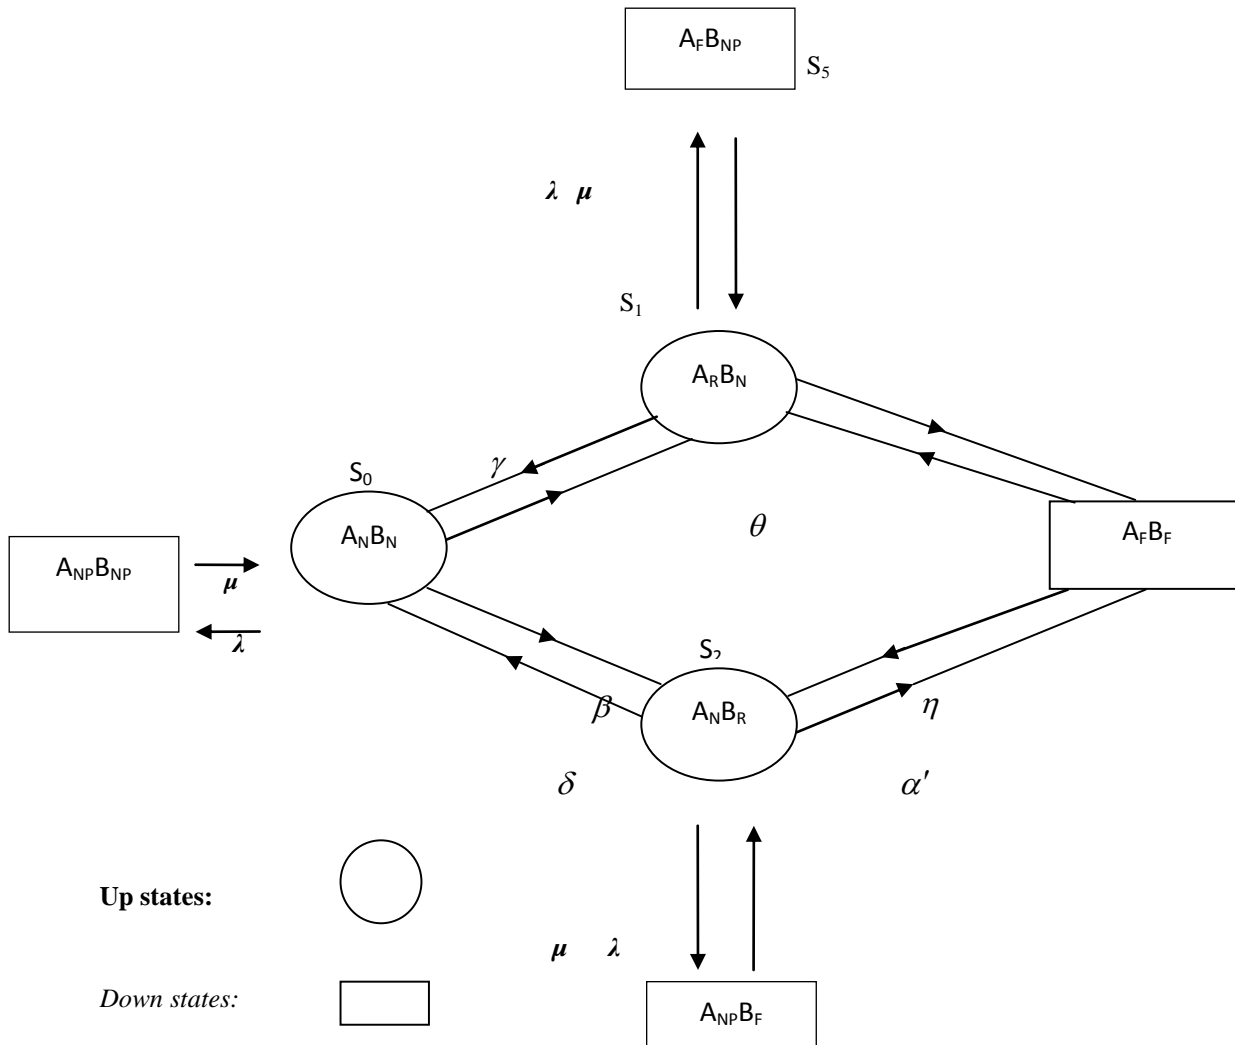 A_F B_NP
S_5
λ μ
S_1
A_R B_N
γ
S_0
A_N B_N
θ
A_F B_F
A_NP B_NP
μ
λ
S_2
A_N B_R
β
η
δ
α′
Up states:
μ λ
Down states:
A_NP B_F